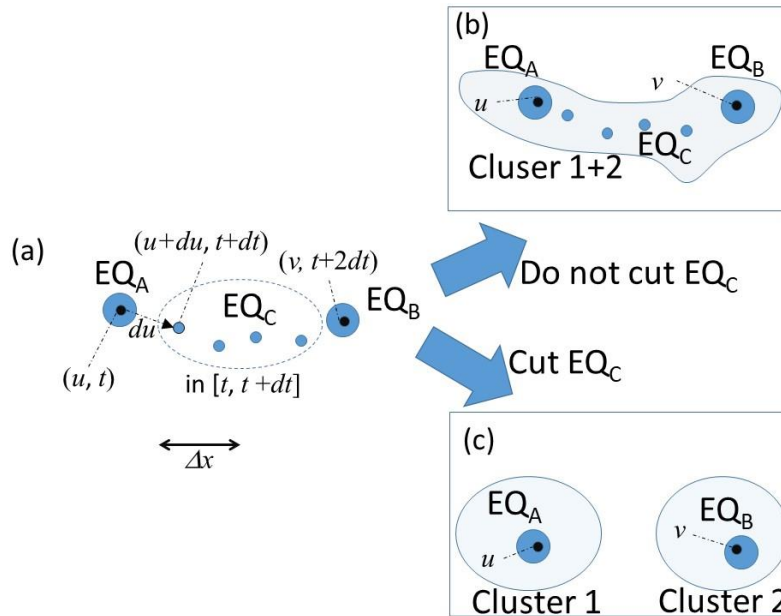 (b)
EQA
EQB
u
v
EQC
Cluser 1+2
(a)
(u+du, t+dt)
(v, t+2dt)
EQA
EQC
EQB
du
(u, t)
in [t, t+dt]
Δx
Do not cut EQC
Cut EQC
(c)
EQA
EQB
u
v
Cluster 1
Cluster 2